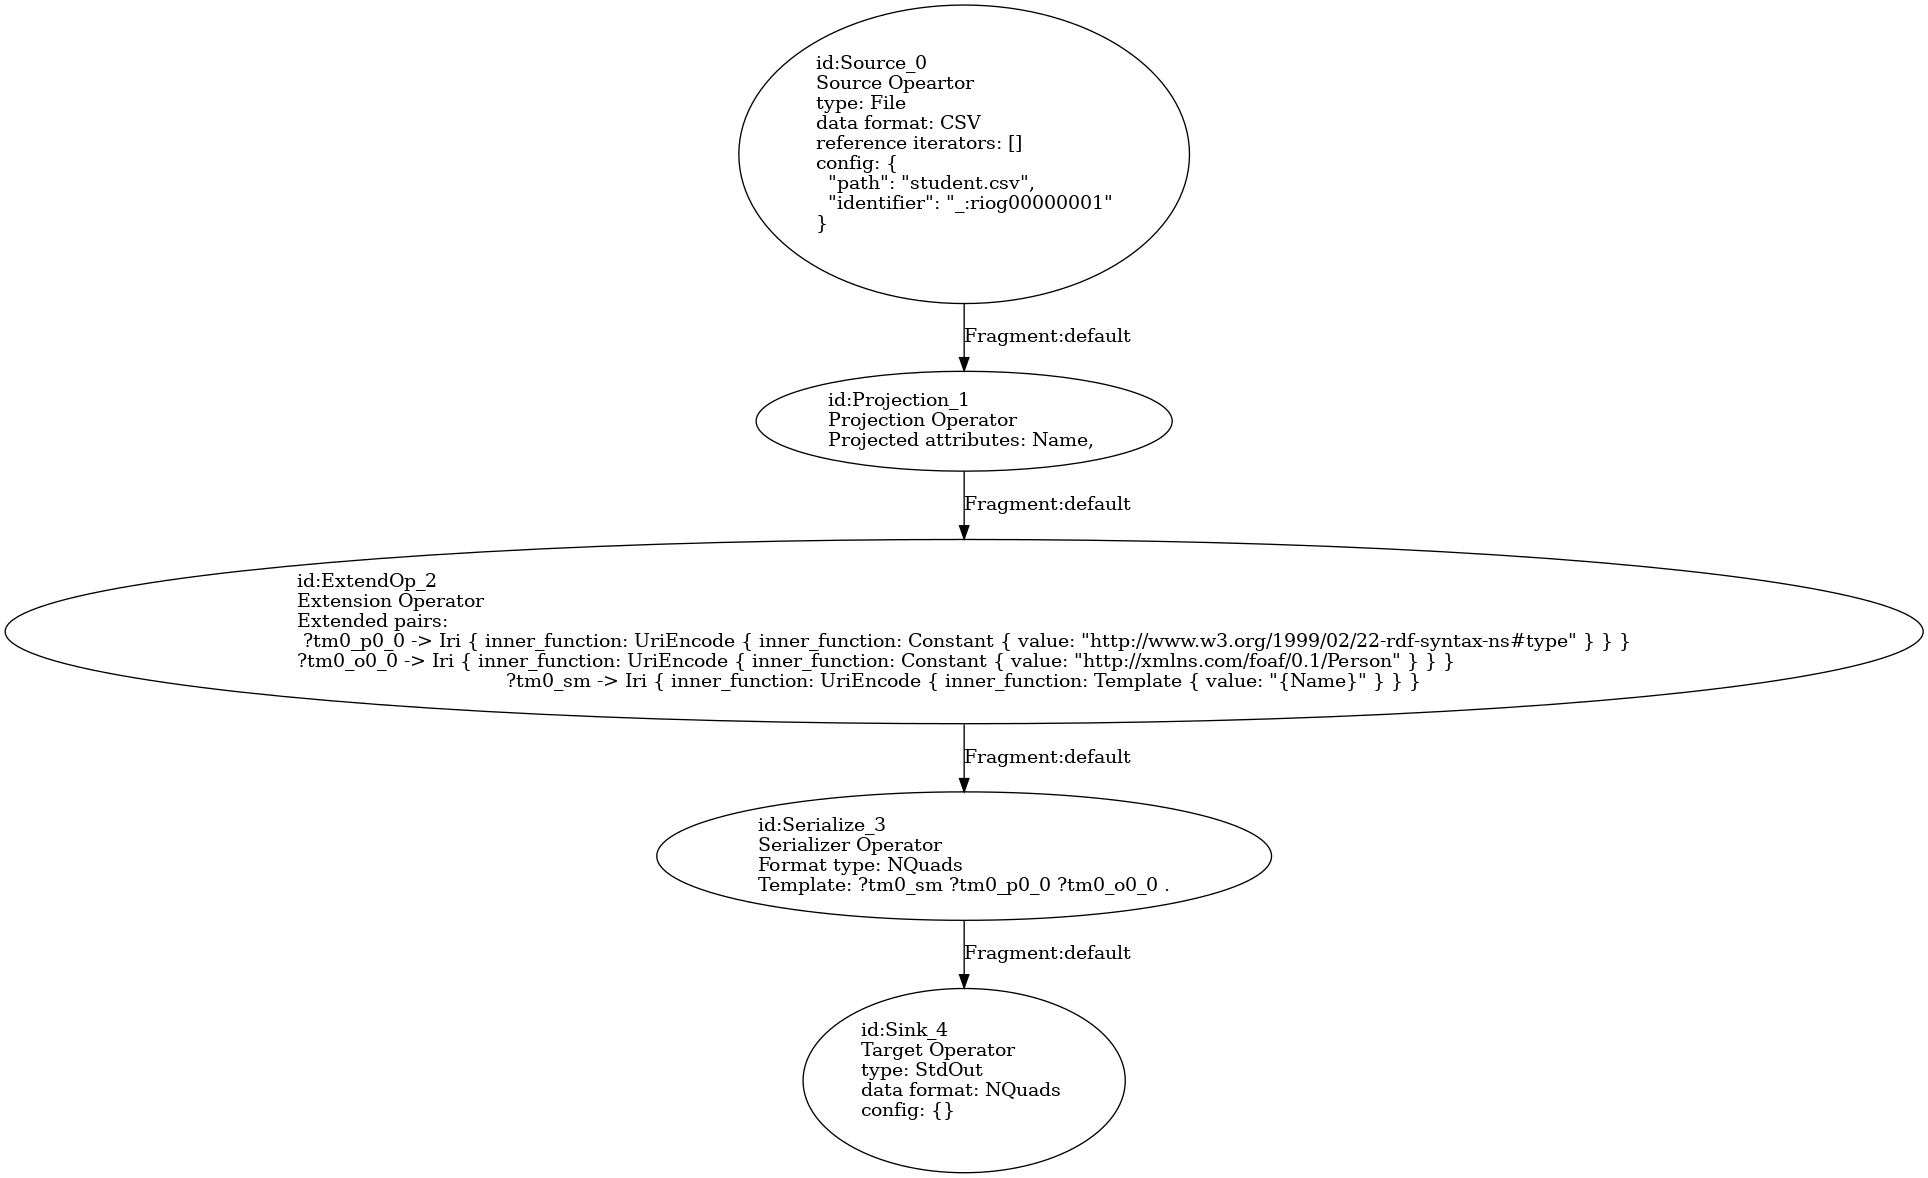 id:Source_0
Source Opeartor
type: File
data format: CSV
reference iterators: []
config: {
  "path": "student.csv",
  "identifier": "_:riog00000001"
}
Fragment:default
id:Projection_1
Projection Operator
Projected attributes: Name,
Fragment:default
id:ExtendOp_2
Extension Operator
Extended pairs:
 ?tm0_p0_0 -> Iri { inner_function: UriEncode { inner_function: Constant { value: "http://www.w3.org/1999/02/22-rdf-syntax-ns#type" } } }
?tm0_o0_0 -> Iri { inner_function: UriEncode { inner_function: Constant { value: "http://xmlns.com/foaf/0.1/Person" } } }
?tm0_sm -> Iri { inner_function: UriEncode { inner_function: Template { value: "{Name}" } } }
Fragment:default
id:Serialize_3
Serializer Operator
Format type: NQuads
Template: ?tm0_sm ?tm0_p0_0 ?tm0_o0_0 .
Fragment:default
id:Sink_4
Target Operator
type: StdOut
data format: NQuads
config: {}